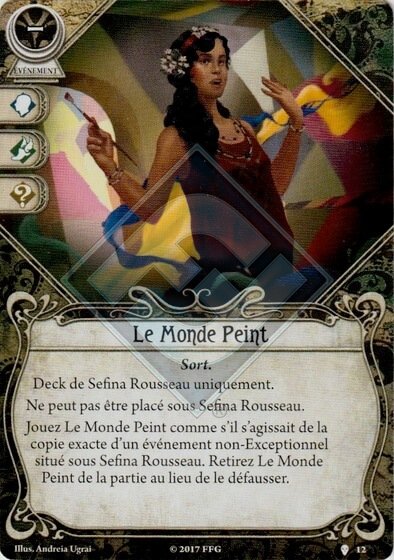 ÉVÉNEMENT
Le Monde Peint
Sort.
Deck de Sefina Rousseau uniquement.
Ne peut pas être placé sous Sefina Rousseau.
Jouez Le Monde Peint comme s'il s'agissait de la
copie exacte d'un événement non-Exceptionnel
situé sous Sefina Rousseau. Retirez Le Monde
Peint de la partie au lieu de le défausser.
Illus. Andreia Ugrai
© 2017 FFG
12